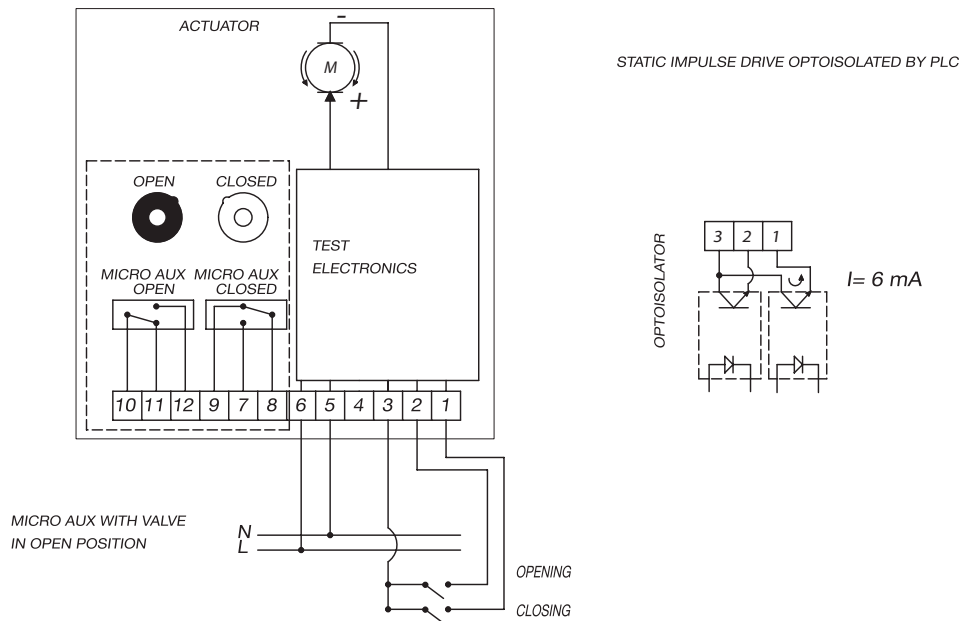 ACTUATOR
-
M
+
STATIC IMPULSE DRIVE OPTOISOLATED BY PLC
OPEN
CLOSED
TEST
ELECTRONICS
MICRO AUX
OPEN
MICRO AUX
CLOSED
10 11 12 9 7 8 6 5 4 3 2 1
OPTOISOLATOR
3 2 1
I= 6 mA
MICRO AUX WITH VALVE
IN OPEN POSITION
N
L
OPENING
CLOSING